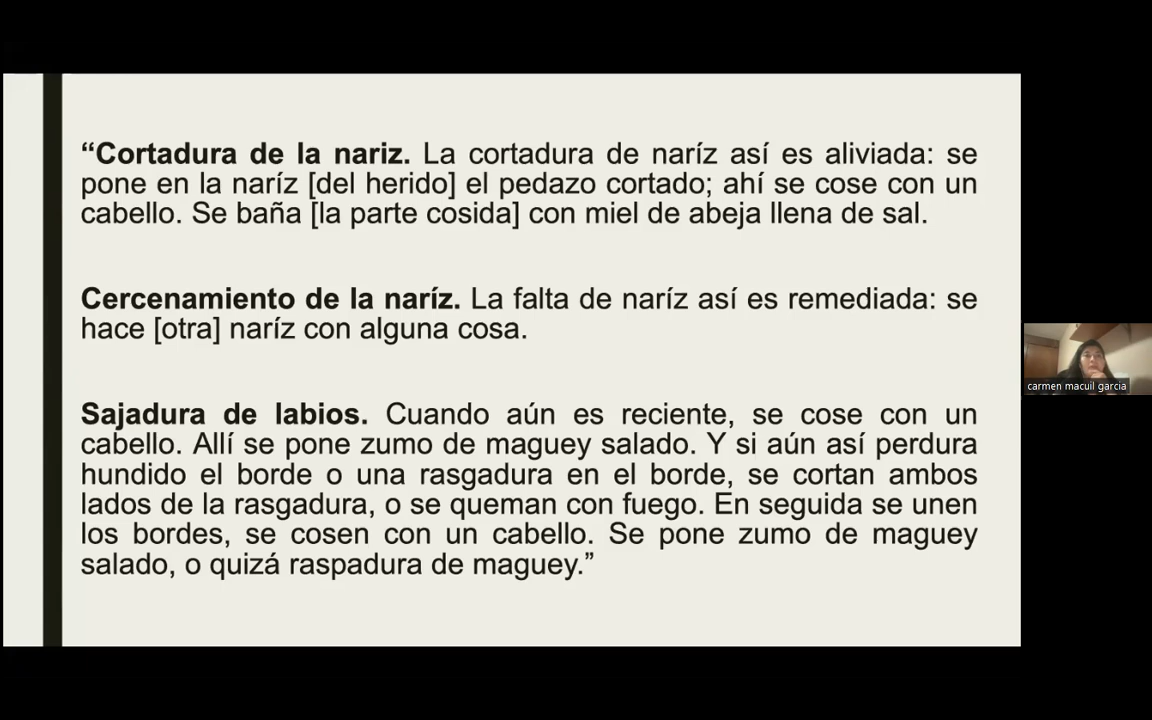 “Cortadura de la nariz. La cortadura de naríz así es aliviada: se
pone en la naríz [del herido] el pedazo cortado; ahí se cose con un
cabello. Se baña [la parte cosida] con miel de abeja llena de sal.
Cercenamiento de la naríz. La falta de naríz así es remediada: se
hace [otra] naríz con alguna cosa.
Sajadura de labios. Cuando aún es reciente, se cose con un
cabello. Allí se pone zumo de maguey salado. Y si aún así perdura
hundido el borde o una rasgadura en el borde, se cortan ambos
lados de la rasgadura, o se queman con fuego. En seguida se unen
los bordes, se cosen con un cabello. Se pone zumo de maguey
salado, o quizá raspadura de maguey.”
carmen macuil garcia